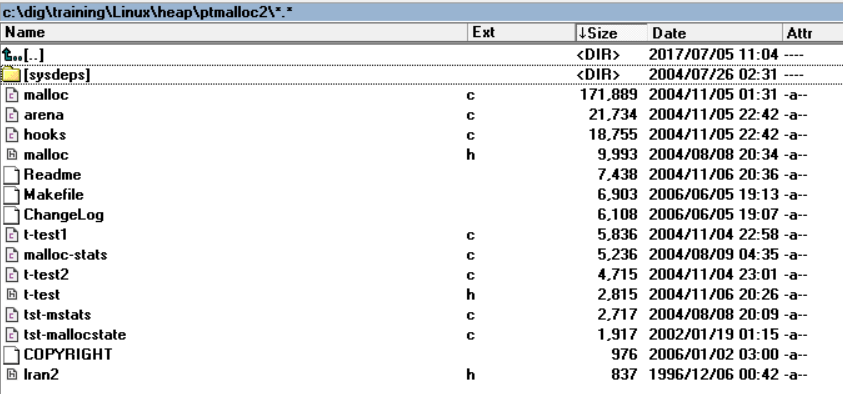 c:\dig\training\Linux\heap\ptmalloc2\*.*
Name Ext ↓Size Date Attr
[..] <DIR> 2017/07/05 11:04 ----
[sysdeps] <DIR> 2004/07/26 02:31 ----
malloc c 171,889 2004/11/05 01:31 -a--
arena c 21,734 2004/11/05 22:42 -a--
hooks c 18,755 2004/11/05 22:42 -a--
malloc h 9,993 2004/08/08 20:34 -a--
Readme 7,438 2004/11/06 20:36 -a--
Makefile 6,903 2006/06/05 19:13 -a--
ChangeLog 6,108 2006/06/05 19:07 -a--
t-test1 c 5,836 2004/11/04 22:58 -a--
malloc-stats c 5,236 2004/08/09 04:35 -a--
t-test2 c 4,715 2004/11/04 23:01 -a--
t-test h 2,815 2004/11/06 20:26 -a--
tst-mstats c 2,717 2004/08/08 20:09 -a--
tst-mallocstate c 1,917 2002/01/19 01:15 -a--
COPYRIGHT 976 2006/01/02 03:00 -a--
lran2 h 837 1996/12/06 00:42 -a--